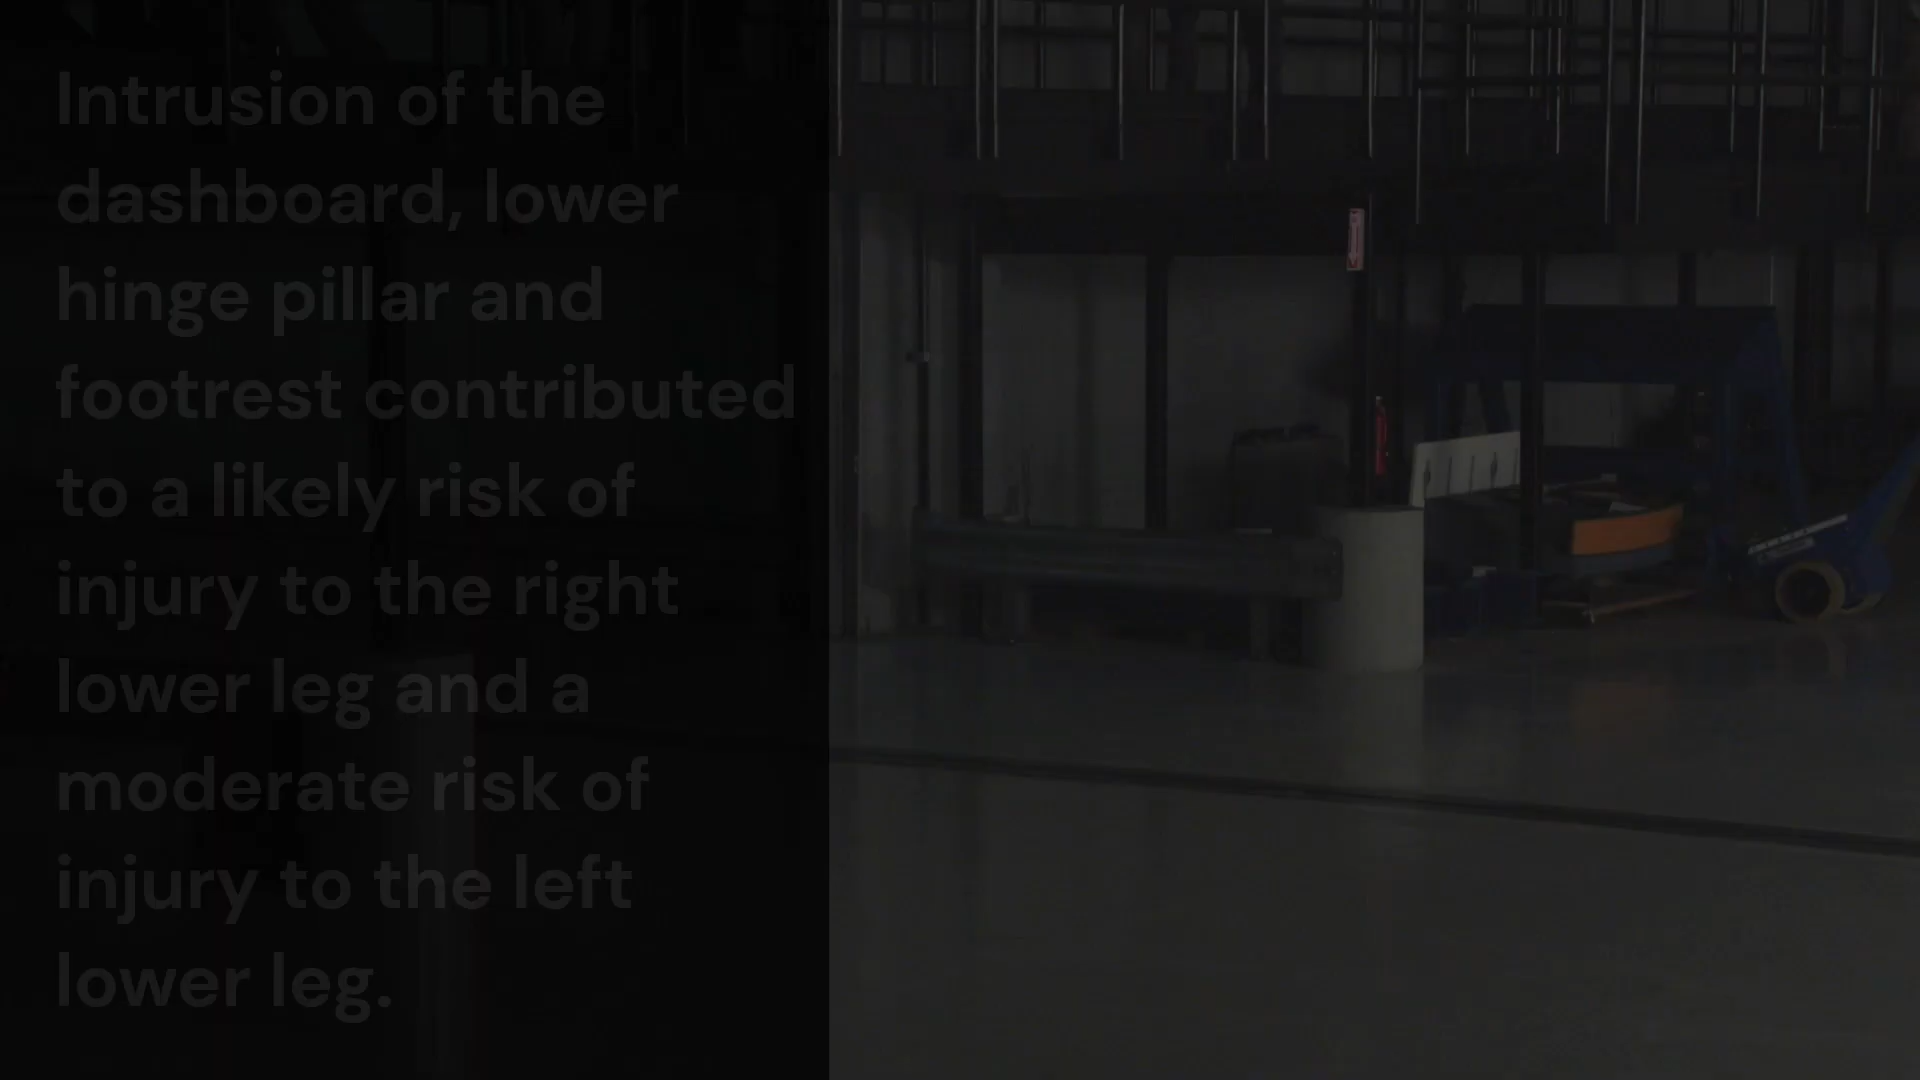 Intrusion of the
dashboard, lower
hinge pillar and
footrest contributed
to a likely risk of
injury to the right
lower leg and a
moderate risk of
injury to the left
lower leg.